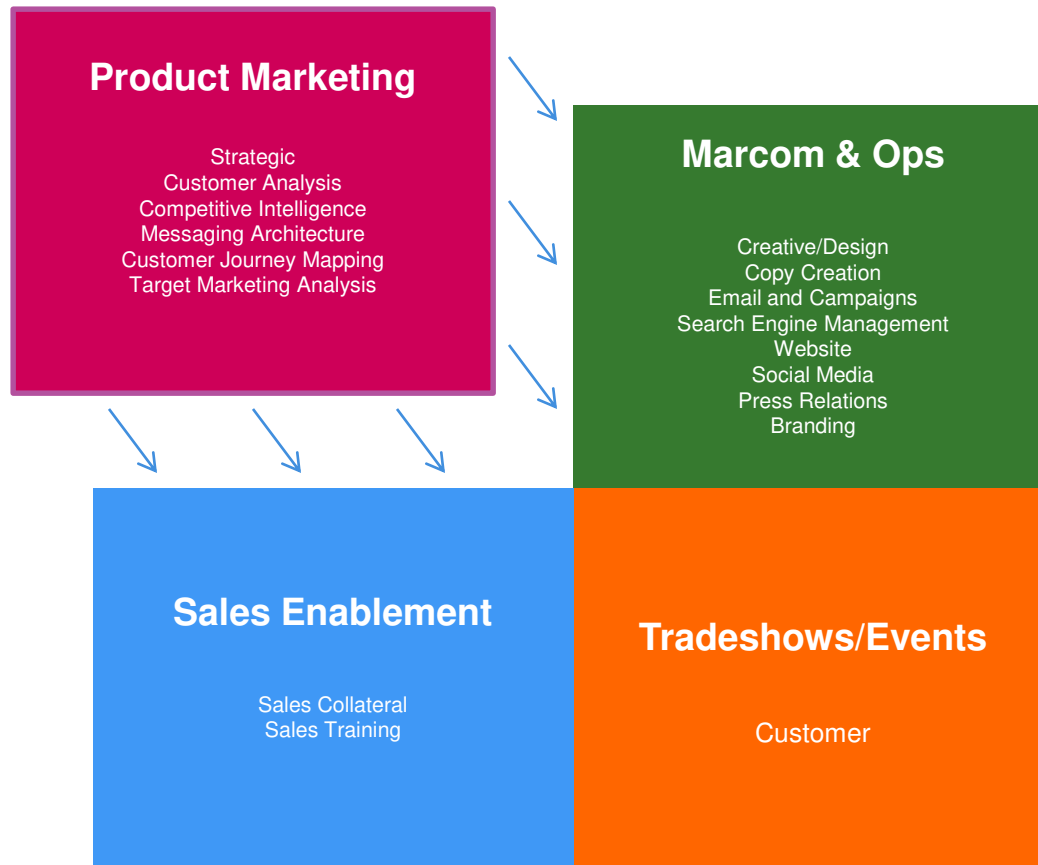 Product Marketing
Strategic
Customer Analysis
Competitive Intelligence
Messaging Architecture
Customer Journey Mapping
Target Marketing Analysis
Marcom & Ops
Creative/Design
Copy Creation
Email and Campaigns
Search Engine Management
Website
Social Media
Press Relations
Branding
Sales Enablement
Sales Collateral
Sales Training
Tradeshows/Events
Customer